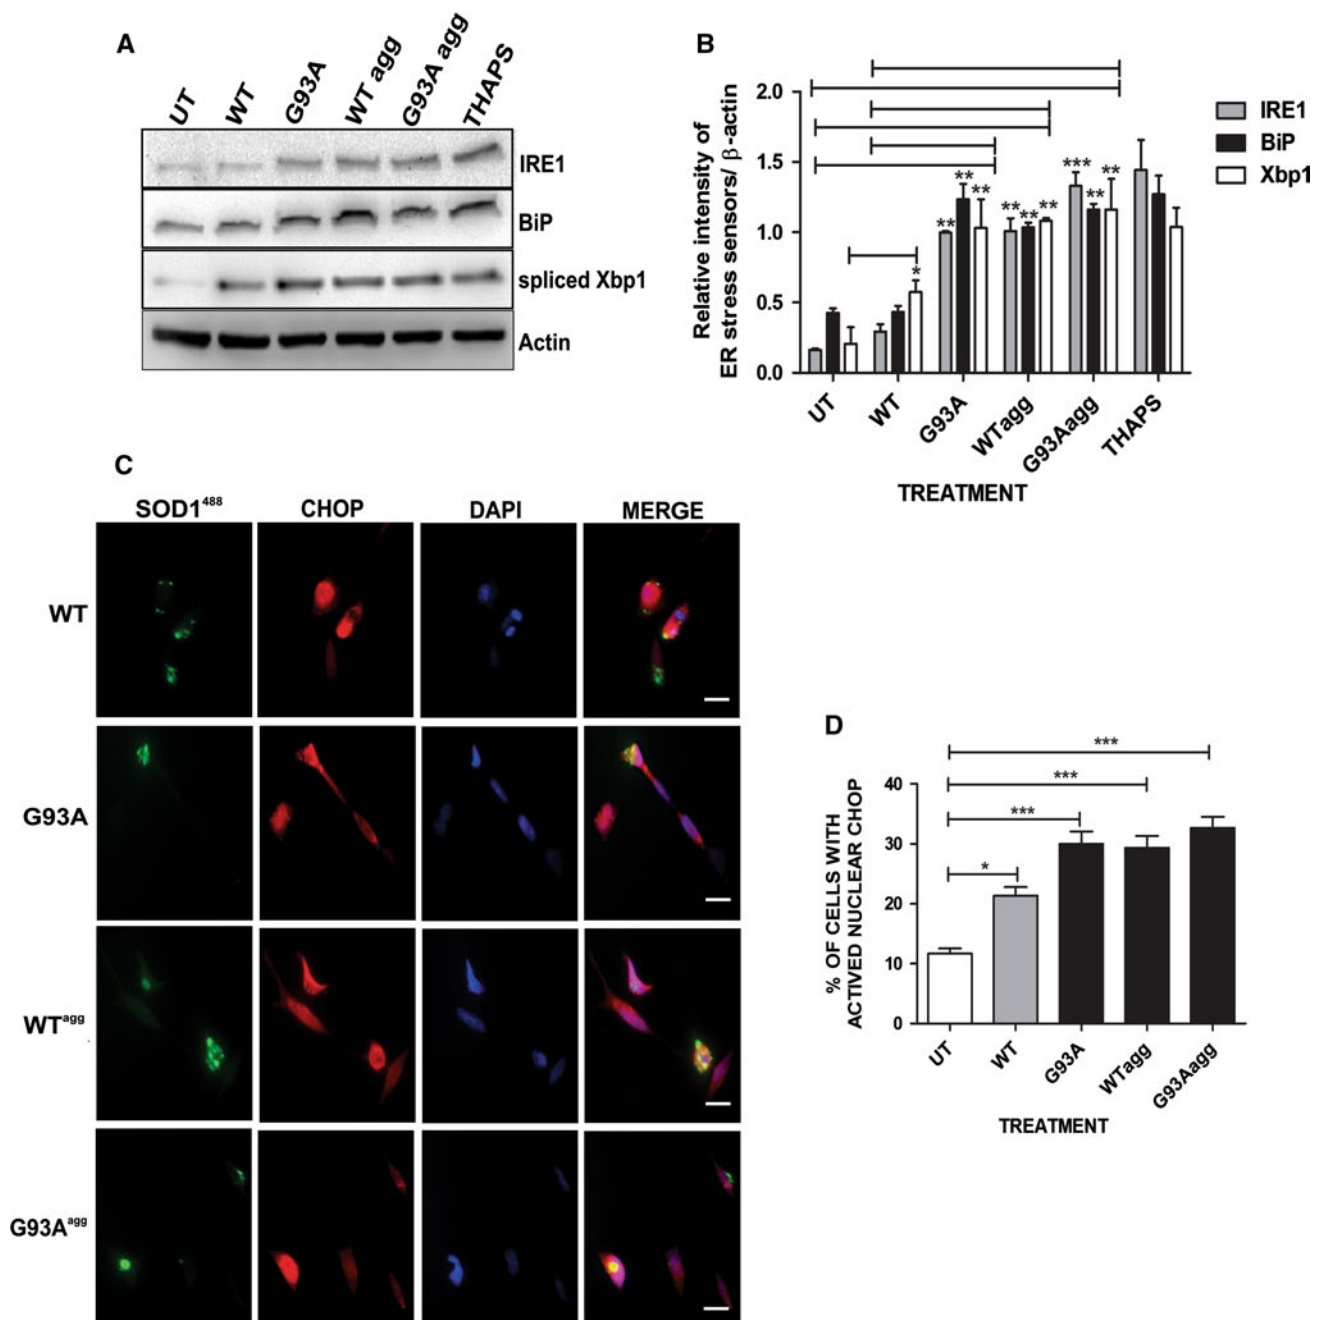 A
UT WT G93A WT agg G93A agg THAPS
IRE1
BiP
spliced Xbp1
Actin
B
Relative intensity of
ER stress sensors/ β-actin
2.0
1.5
1.0
0.5
0.0
* ** ** ** ** ** ** *** ** **
UT WT G93A WTagg G93Aagg THAPS
TREATMENT
IRE1
BiP
Xbp1
C
SOD1⁴⁸⁸ CHOP DAPI MERGE
WT
G93A
WTᵃᵍᵍ
G93Aᵃᵍᵍ
D
% OF CELLS WITH
ACTIVED NUCLEAR CHOP
40
30
20
10
0
***
***
***
*
UT WT G93A WTagg G93Aagg
TREATMENT